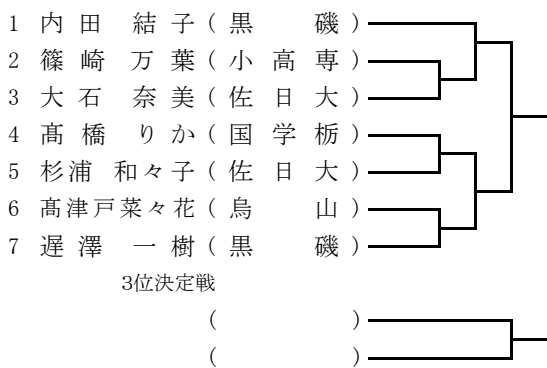 1 内田 結子 (黒 磯)
2 篠崎 万葉 (小高専)
3 大石 奈美 (佐日大)
4 髙橋 りか (国学栃)
5 杉浦 和々子 (佐日大)
6 髙津戸菜々花 (烏 山)
7 遅澤 一樹 (黒 磯)
3位決定戦
( )
( )